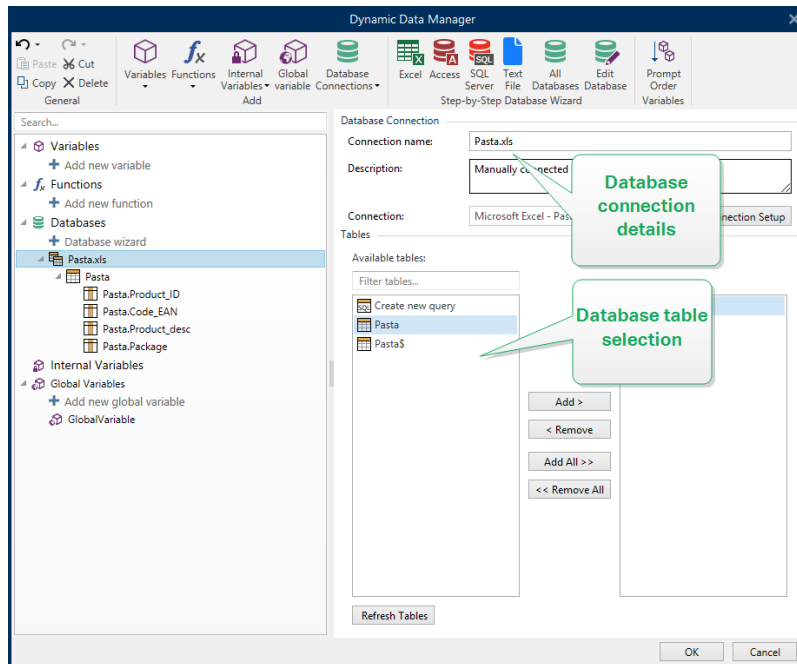 Dynamic Data Manager
Paste Cut
Copy Delete
General
Variables Functions Internal Variables Global variable Database Connections
Add
Excel Access SQL Server Text File All Databases Edit Database
Step-by-Step Database Wizard
Prompt Order
Variables
Search...
Variables
Add new variable
Functions
Add new function
Databases
Database wizard
Pasta.xls
Pasta
Pasta.Product_ID
Pasta.Code_EAN
Pasta.Product_desc
Pasta.Package
Internal Variables
Global Variables
Add new global variable
GlobalVariable
Database Connection
Connection name: Pasta.xls
Description: Manually connected
Connection: Microsoft Excel - Setup
Database
connection
details
Tables
Available tables:
Filter tables...
SQL Create new query
Pasta
Pasta$
Database table
selection
Add >
< Remove
Add All >>
<< Remove All
Refresh Tables
OK Cancel